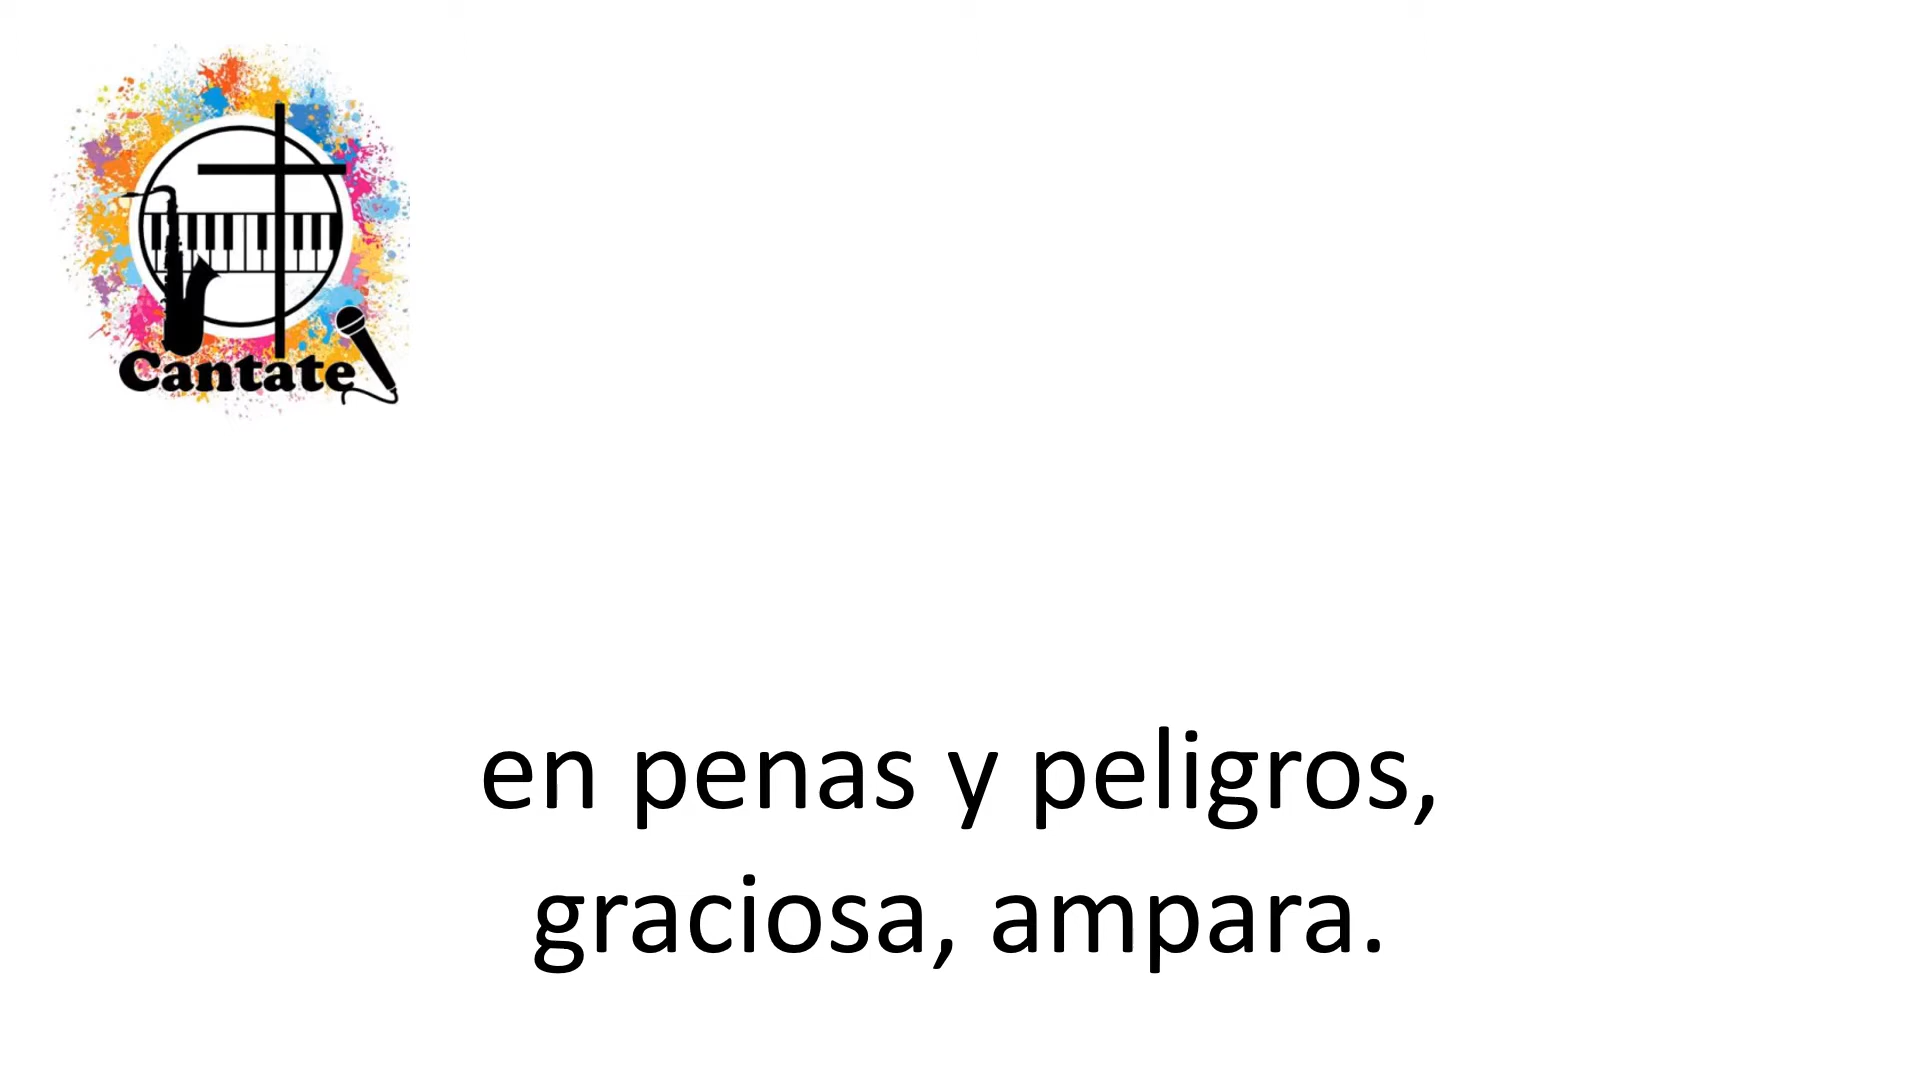 Cantate
en penas y peligros,
graciosa, ampara.